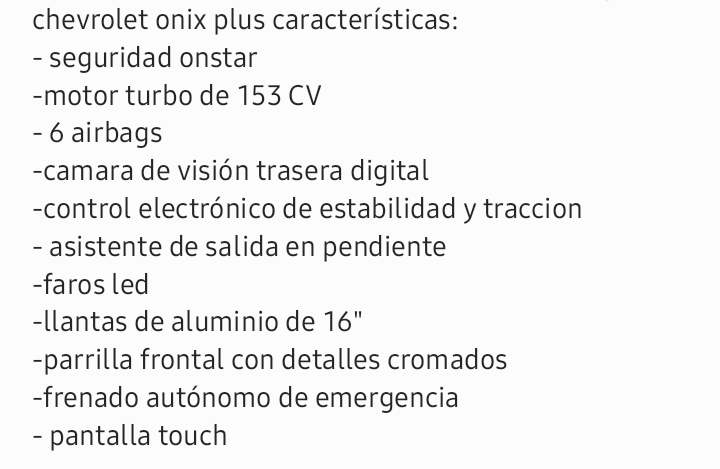 chevrolet onix plus características:
- seguridad onstar
-motor turbo de 153 CV
- 6 airbags
-camara de visión trasera digital
-control electrónico de estabilidad y traccion
- asistente de salida en pendiente
-faros led
-llantas de aluminio de 16"
-parrilla frontal con detalles cromados
-frenado autónomo de emergencia
- pantalla touch